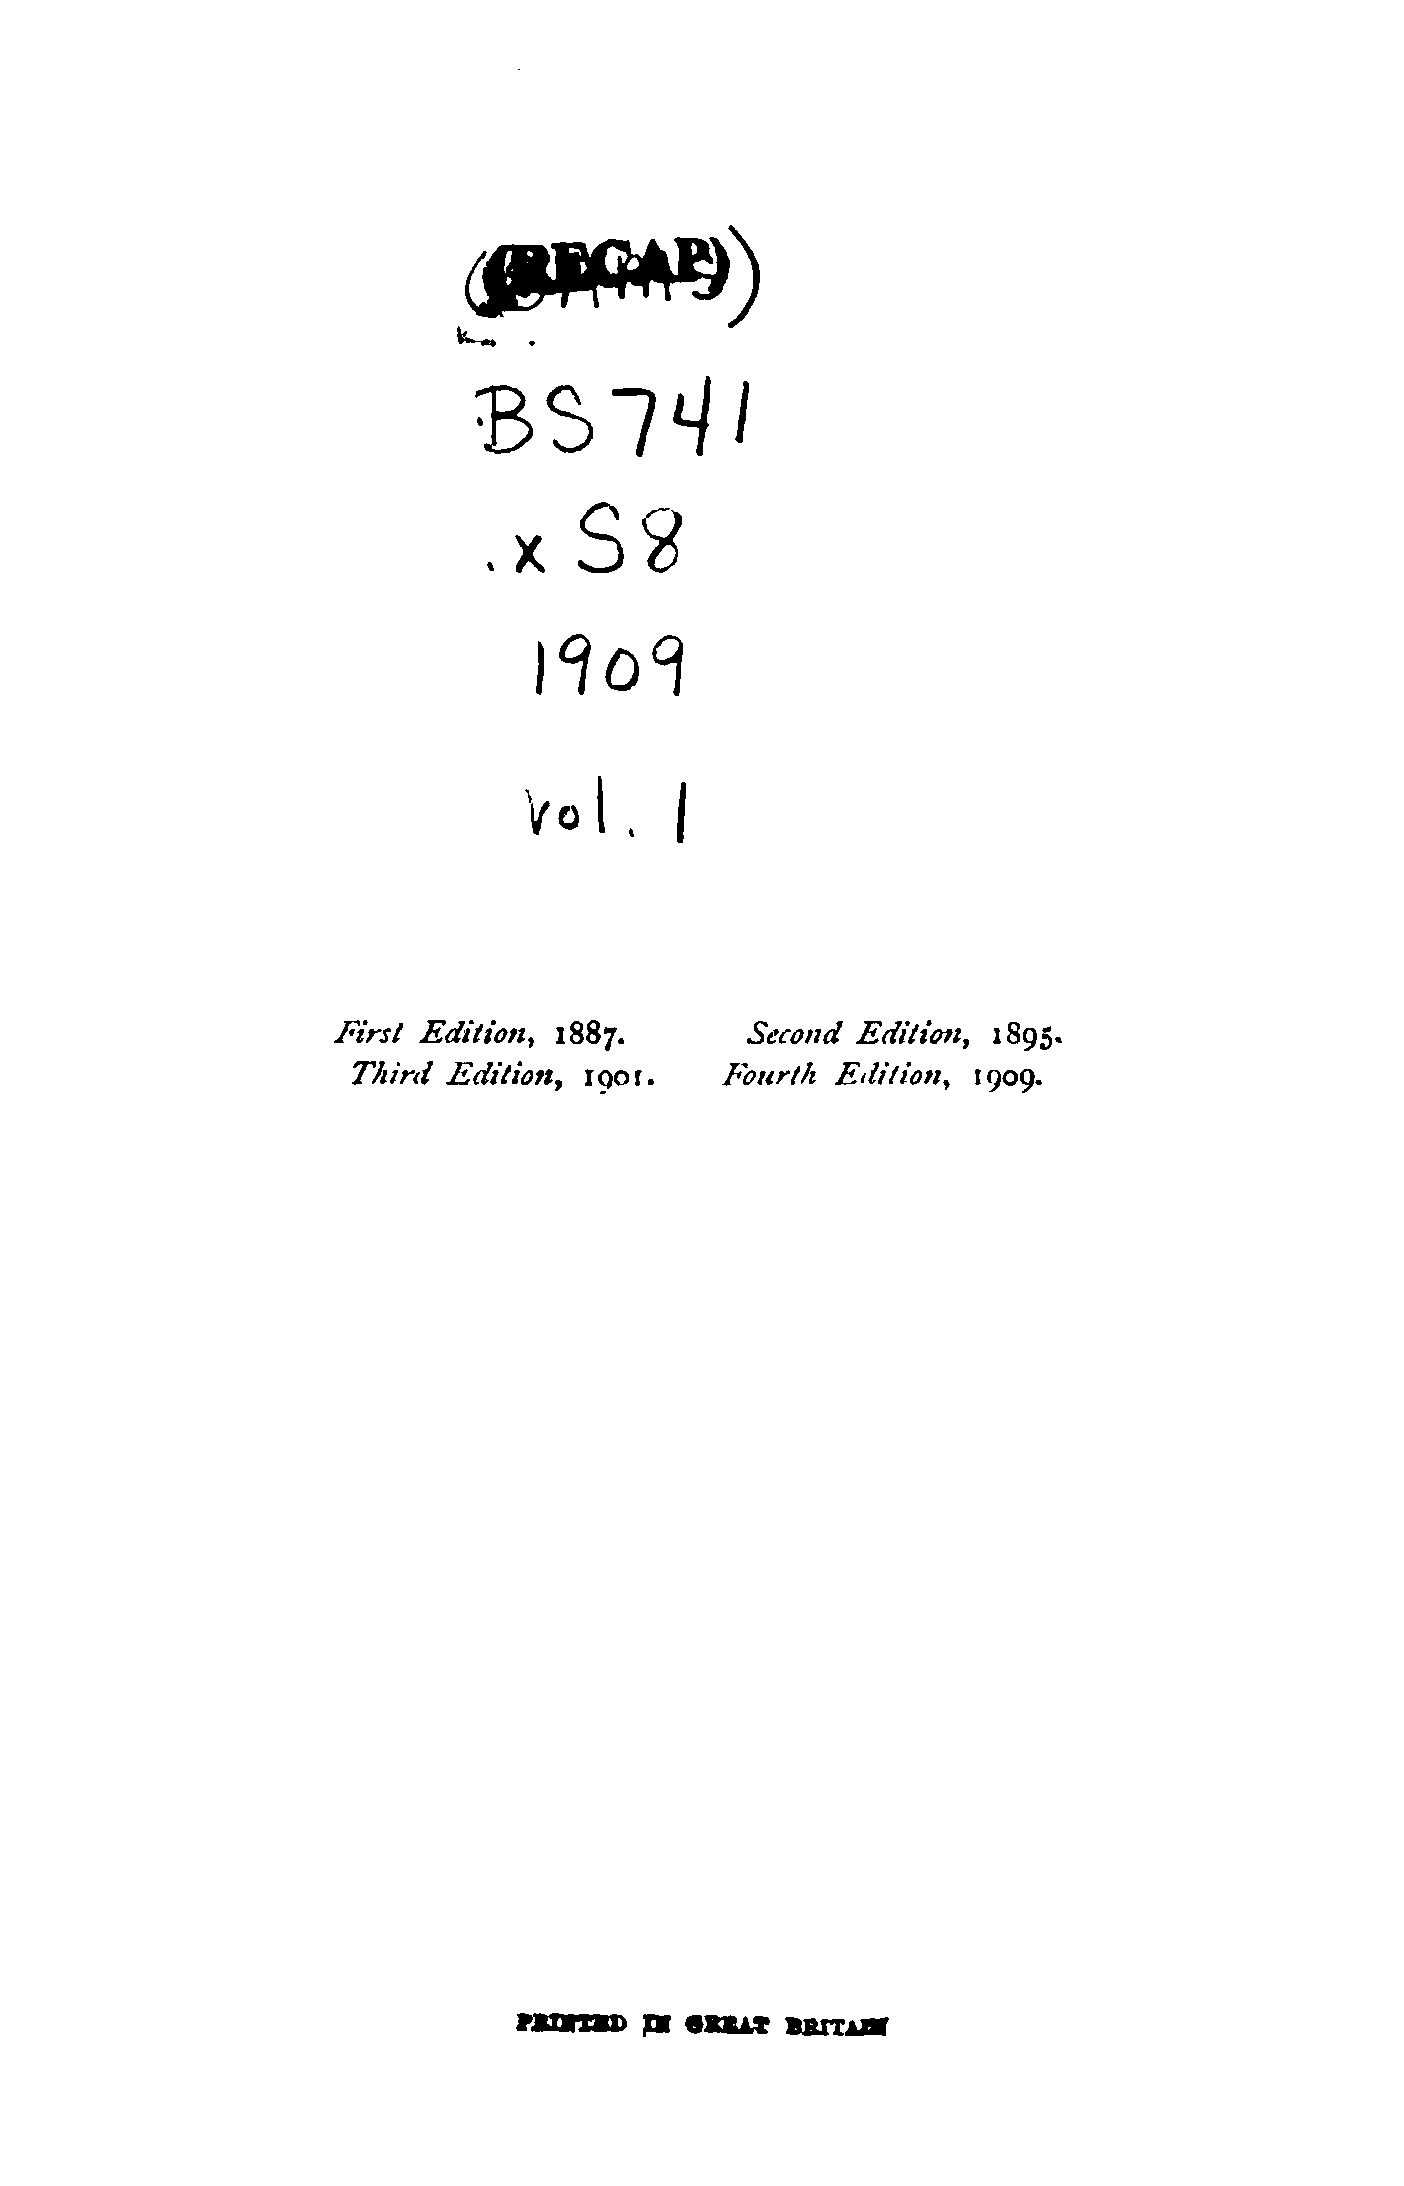 (RECAP)
BS741
.xS8
1909
vol. 1
First Edition, 1887. Second Edition, 1895.
Third Edition, 1901. Fourth Edition, 1909.
PRINTED IN GREAT BRITAIN